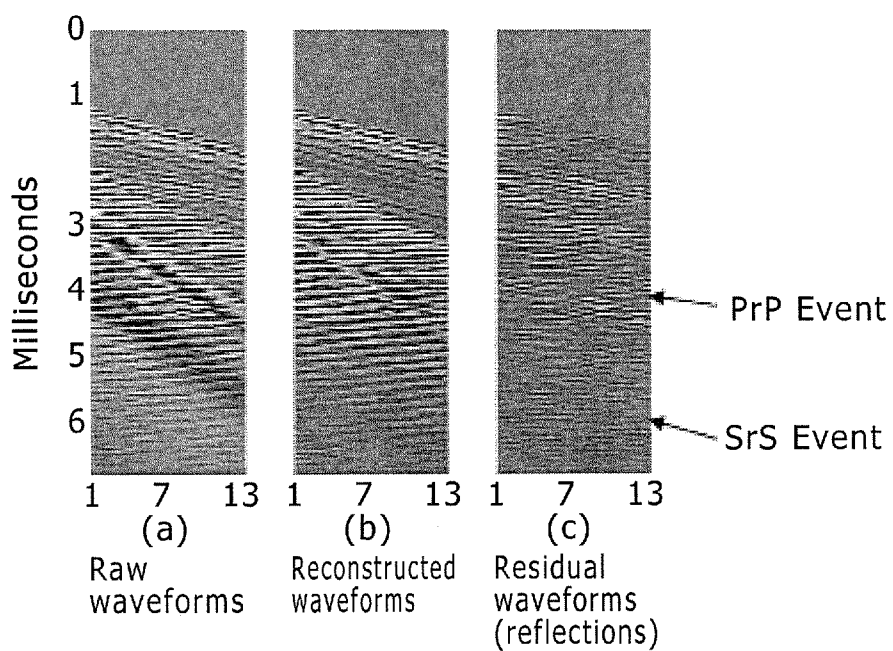 0
1
3
4
5
6
Milliseconds
PrP Event
SrS Event
1 7 13
1 7 13
1 7 13
(a)
(b)
(c)
Raw
waveforms
Reconstructed
waveforms
Residual
waveforms
(reflections)